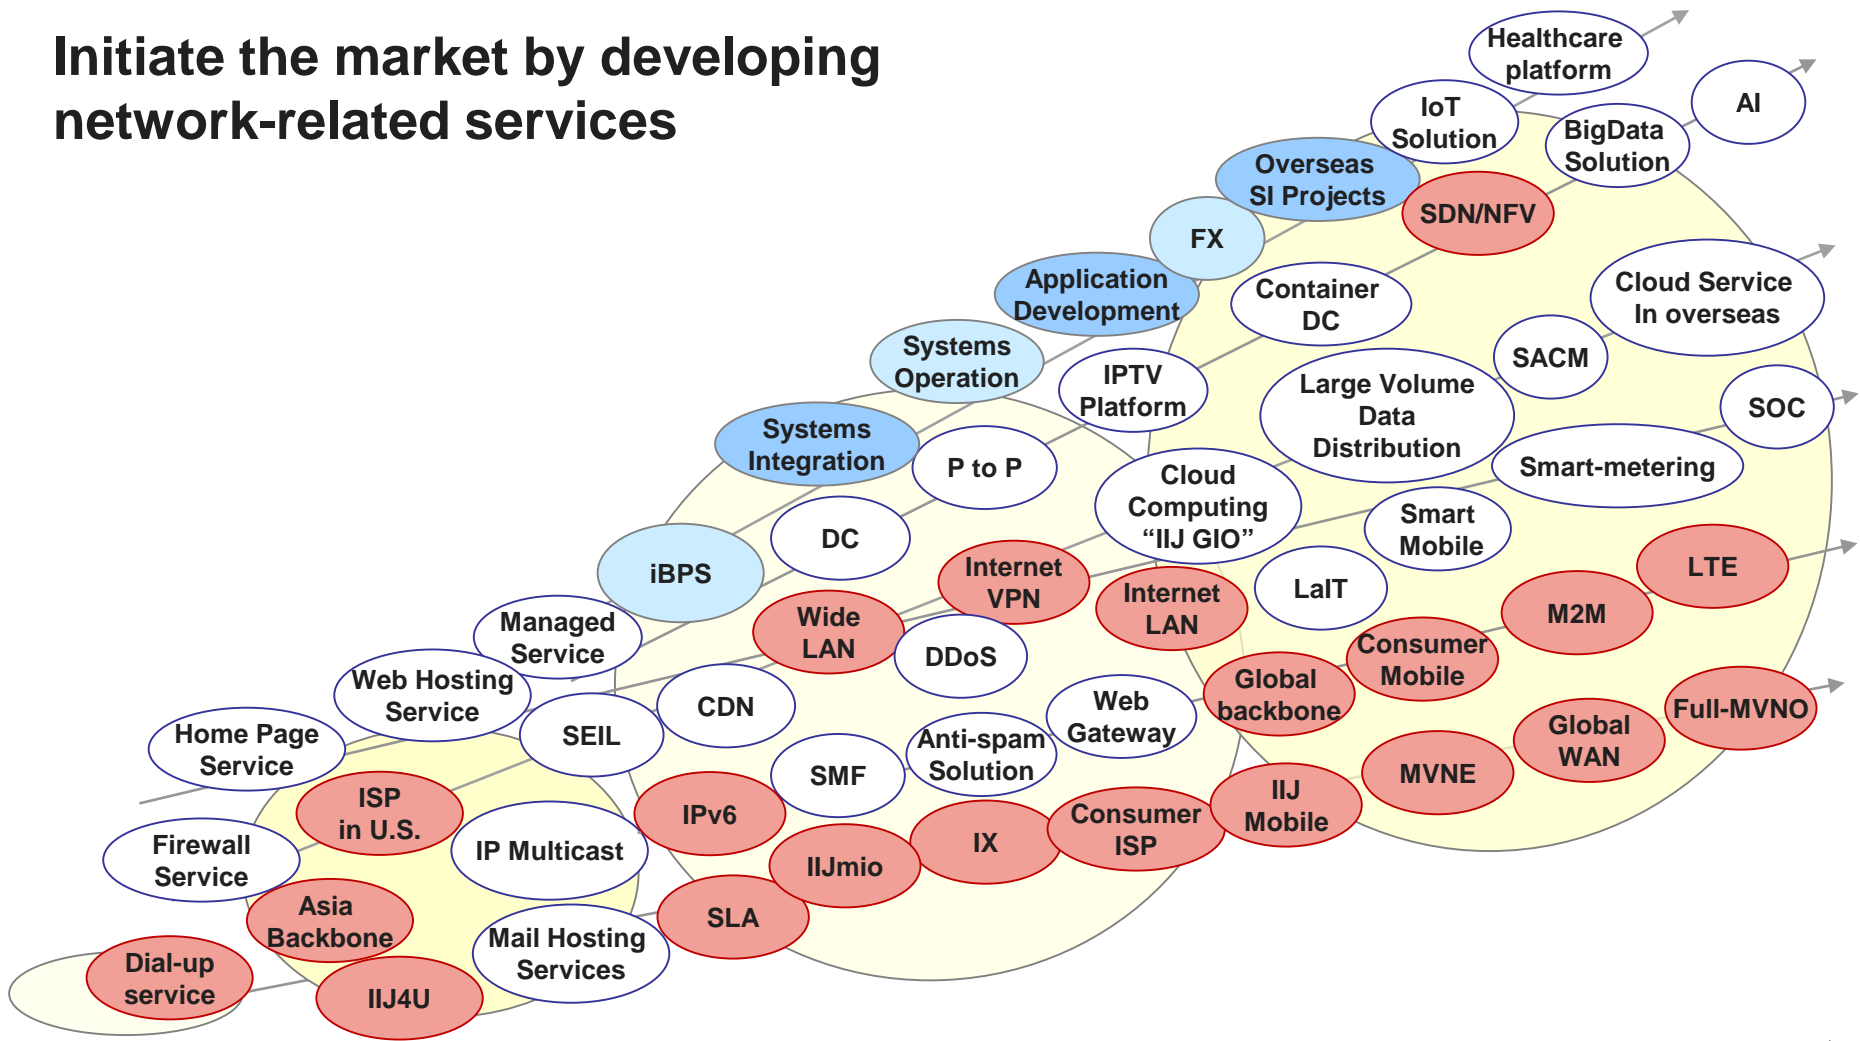 Initiate the market by developing
network-related services
Healthcare
platform
AI
IoT
Solution
BigData
Solution
Overseas
SI Projects
SDN/NFV
FX
Application
Development
Container
DC
Cloud Service
In overseas
Systems
Operation
IPTV
Platform
SACM
Large Volume
Data
Distribution
SOC
Systems
Integration
P to P
Smart-metering
Cloud
Computing
“IIJ GIO”
Smart
Mobile
DC
iBPS
Internet
VPN
Internet
LAN
LaIT
LTE
M2M
Wide
LAN
Managed
Service
DDoS
Consumer
Mobile
Web Hosting
Service
Global
backbone
Full-MVNO
CDN
Web
Gateway
SEIL
Home Page
Service
Anti-spam
Solution
Global
WAN
SMF
MVNE
ISP
in U.S.
IPv6
IIJ
Mobile
Firewall
Service
IP Multicast
IX
Consumer
ISP
IIJmio
Asia
Backbone
SLA
Mail Hosting
Services
Dial-up
service
IIJ4U